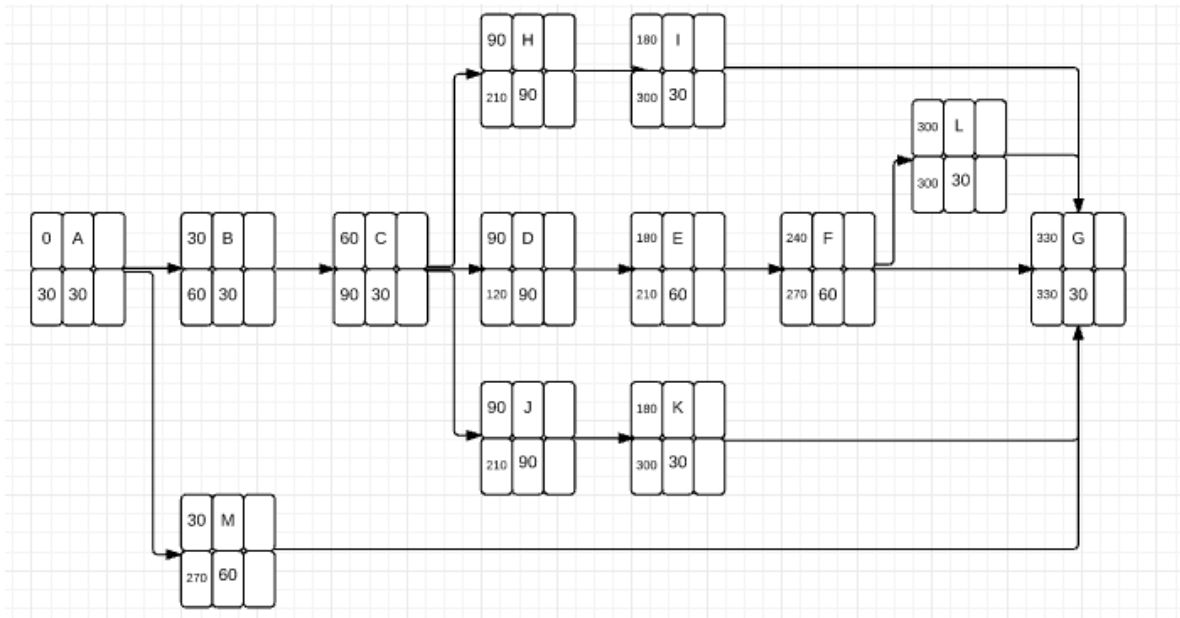 90 H
210 90
180 I
300 30
300 L
300 30
0 A
30 30
30 B
60 30
60 C
90 30
90 D
120 90
180 E
210 60
240 F
270 60
330 G
330 30
90 J
210 90
180 K
300 30
30 M
270 60